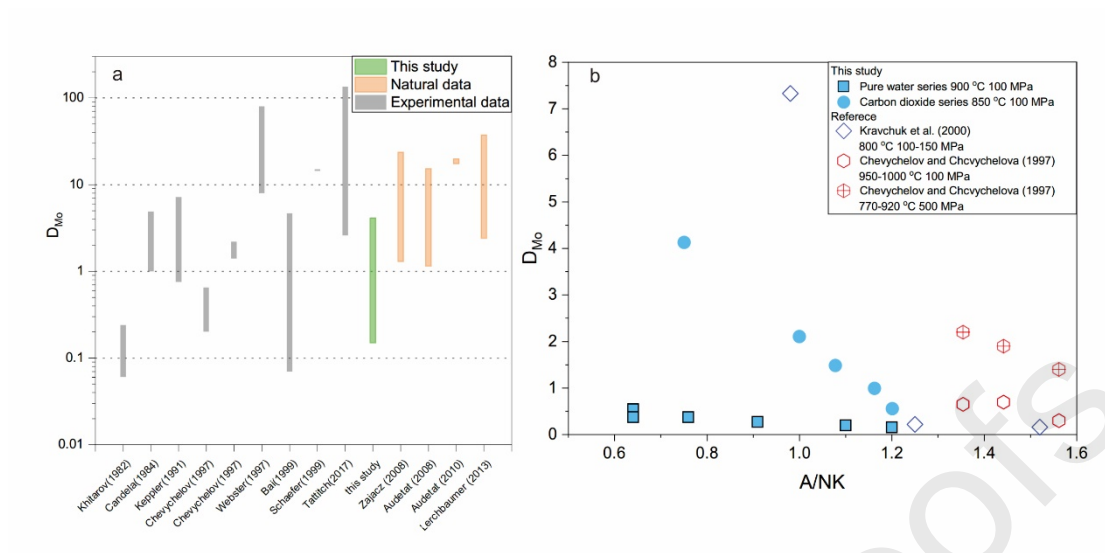 a
This study
Natural data
Experimental data
D_Mo
100
10
1
0.1
0.01
Khitarov(1982)
Candela(1984)
Keppler(1991)
Chevychelov(1997)
Chevychelov(1997)
Webster(1997)
Bai(1999)
Schaefer(1999)
Tattitch(2017)
this study
Zajacz (2008)
Audetat (2008)
Audetat (2010)
Lerchbaumer (2013)
b
This study
Pure water series 900 °C 100 MPa
Carbon dioxide series 850 °C 100 MPa
Referece
Kravchuk et al. (2000)
800 °C 100-150 MPa
Chevychelov and Chcvychelova (1997)
950-1000 °C 100 MPa
Chevychelov and Chcvychelova (1997)
770-920 °C 500 MPa
D_Mo
8
7
6
5
4
3
2
1
0
0.6 0.8 1.0 1.2 1.4 1.6
A/NK
ofs